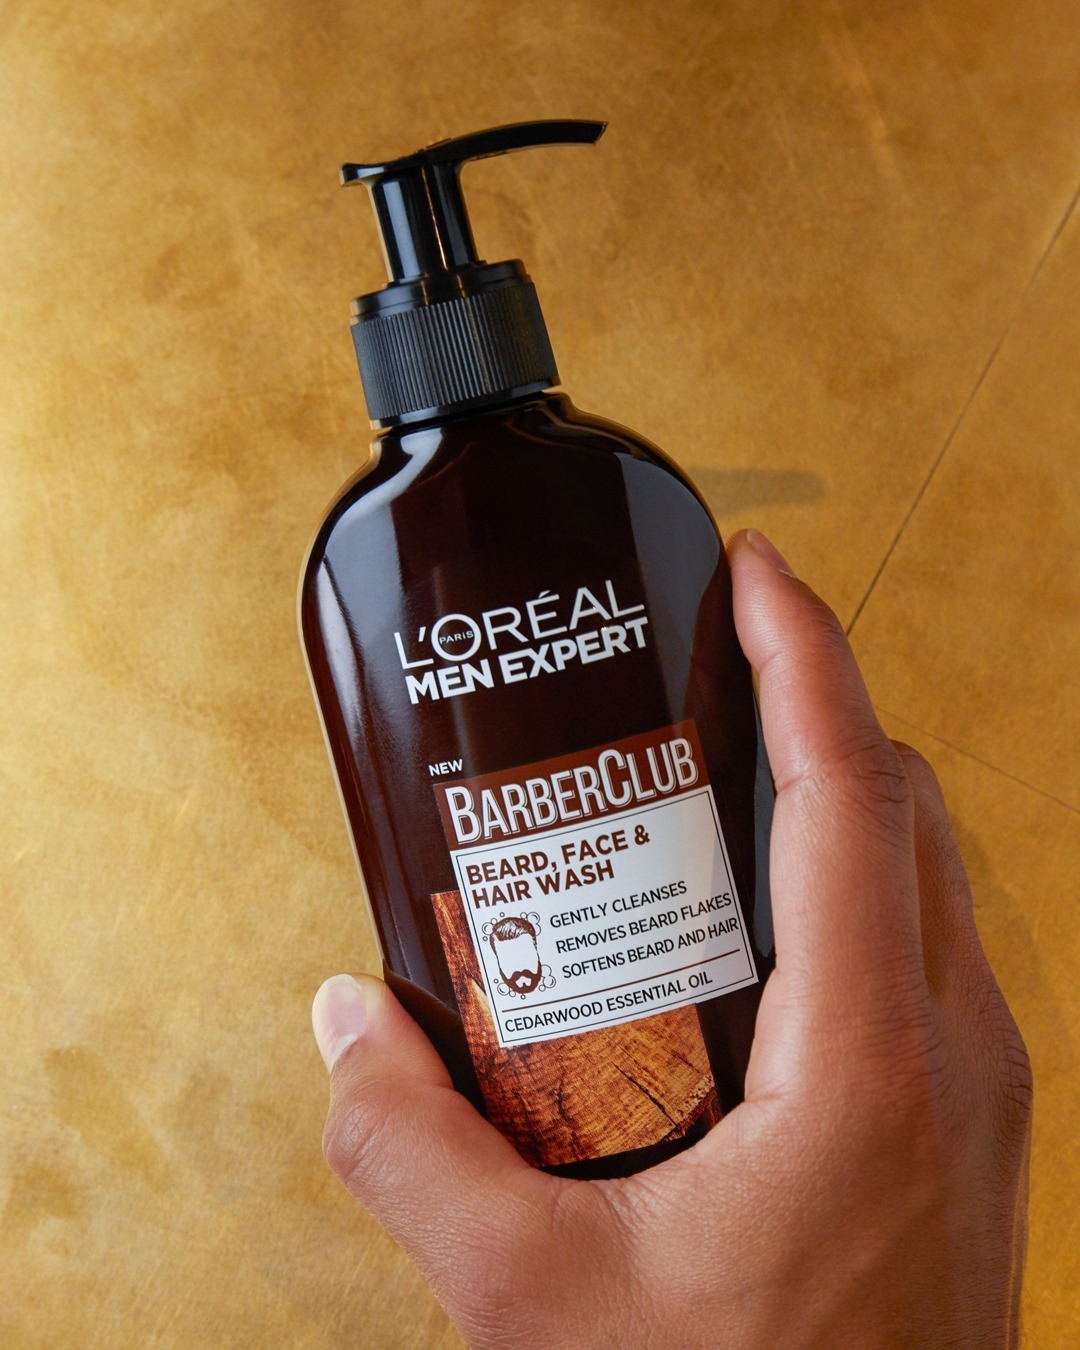 L'ORÉAL
PARIS
MEN EXPERT
NEW
BARBERCLUB
BEARD, FACE &
HAIR WASH
GENTLY CLEANSES
REMOVES BEARD FLAKES
SOFTENS BEARD AND HAIR
CEDARWOOD ESSENTIAL OIL